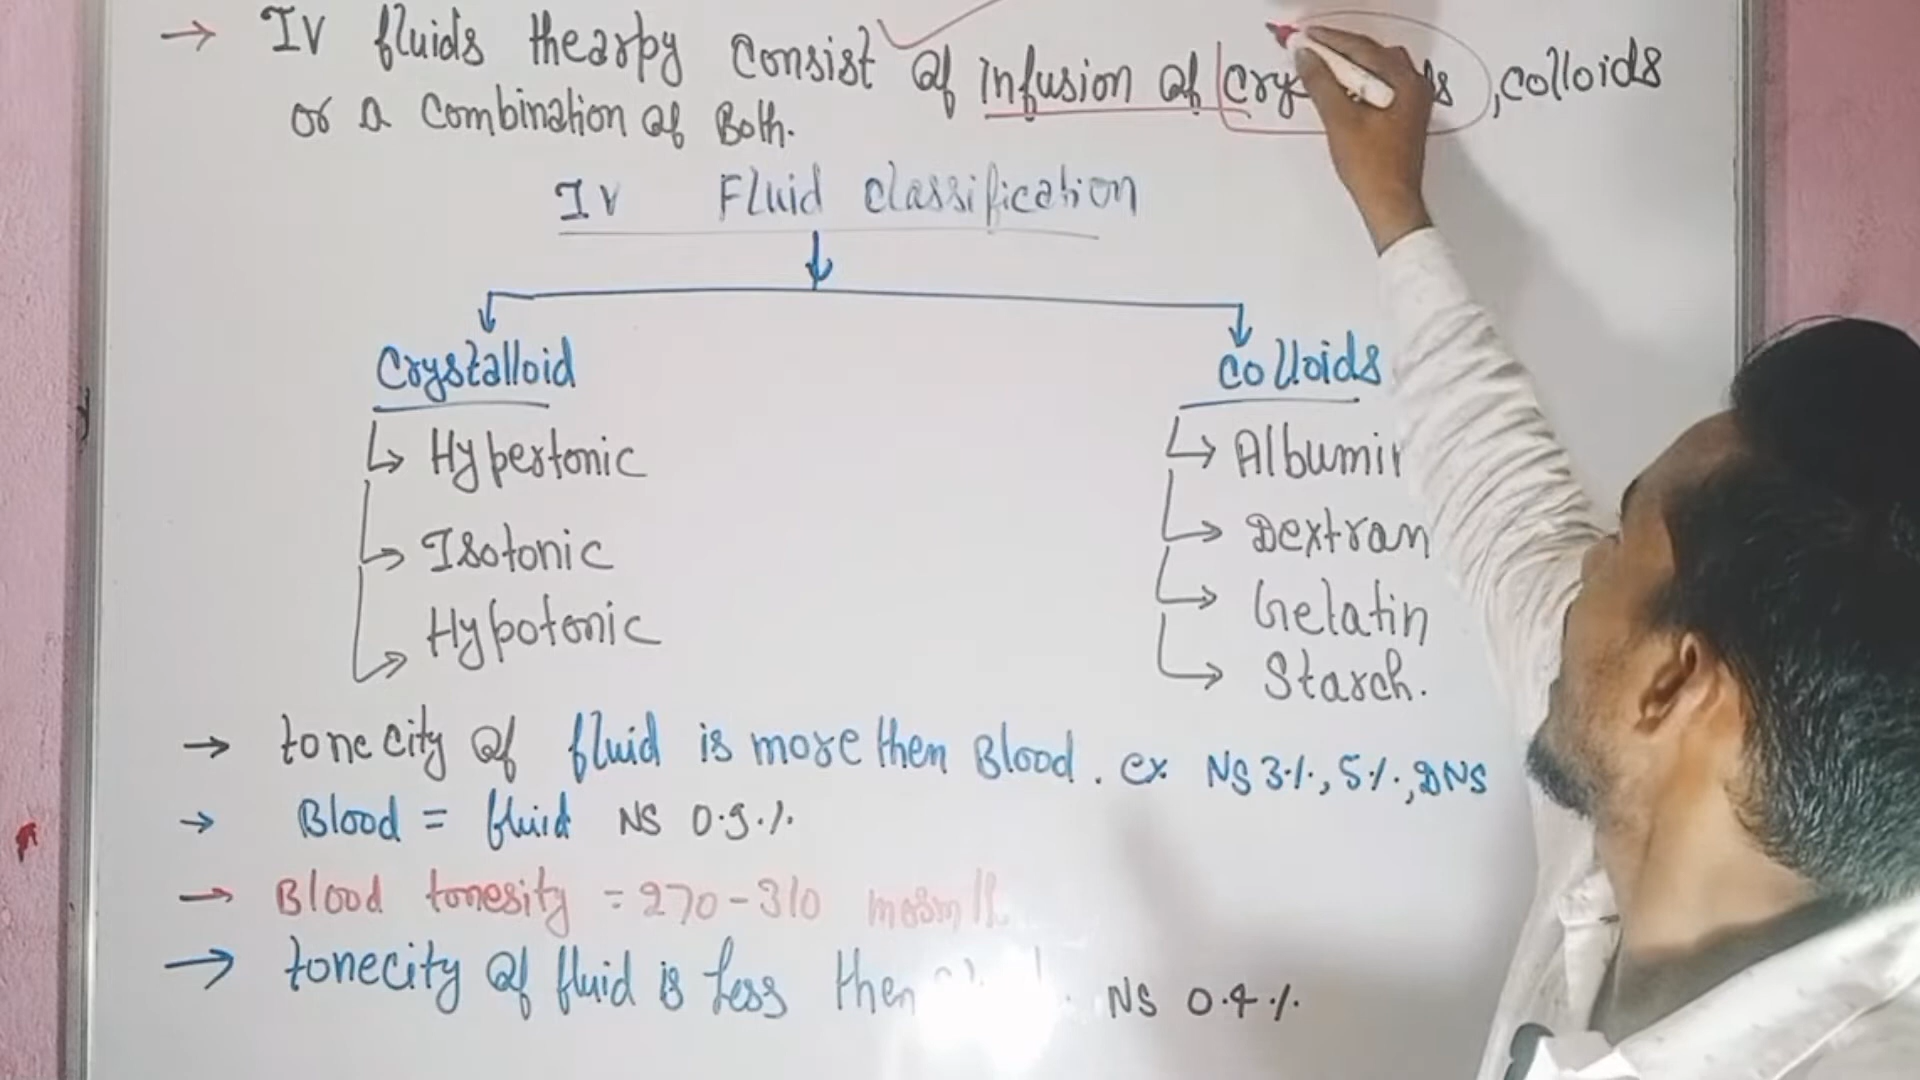 → IV fluids thearpy consist of infusion of , colloids
or a combination of Both.
IV Fluid classification
Crystalloid
Colloids
Hypertonic
Albumin
Isotonic
Dextran
Hypotonic
Gelatin
Starch.
→ tonecity of fluid is more then Blood. ex NS 3%, 5%, DNS
→ Blood = fluid NS 0.9%
→ Blood tonesity = 270-310 mosm/l.
→ tonecity of fluid is less then NS 0.4%